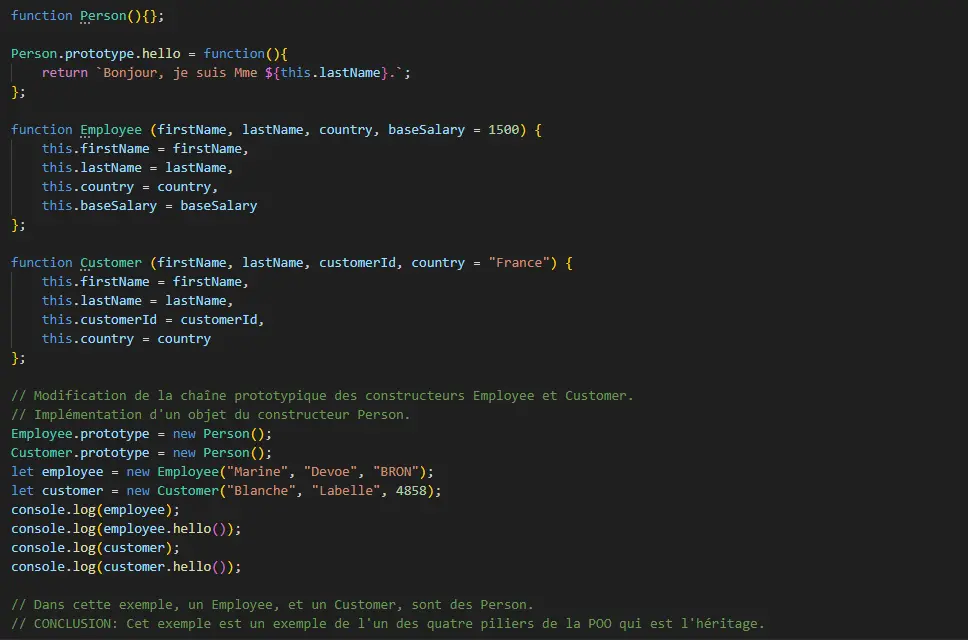 function Person(){};
Person.prototype.hello = function(){
return `Bonjour, je suis Mme ${this.lastName}.`;
};
function Employee (firstName, lastName, country, baseSalary = 1500) {
this.firstName = firstName,
this.lastName = lastName,
this.country = country,
this.baseSalary = baseSalary
};
function Customer (firstName, lastName, customerId, country = "France") {
this.firstName = firstName,
this.lastName = lastName,
this.customerId = customerId,
this.country = country
};
// Modification de la chaîne prototypique des constructeurs Employee et Customer.
// Implémentation d'un objet du constructeur Person.
Employee.prototype = new Person();
Customer.prototype = new Person();
let employee = new Employee("Marine", "Devoe", "BRON");
let customer = new Customer("Blanche", "Labelle", 4858);
console.log(employee);
console.log(employee.hello());
console.log(customer);
console.log(customer.hello());
// Dans cette exemple, un Employee, et un Customer, sont des Person.
// CONCLUSION: Cet exemple est un exemple de l'un des quatre piliers de la POO qui est l'héritage.